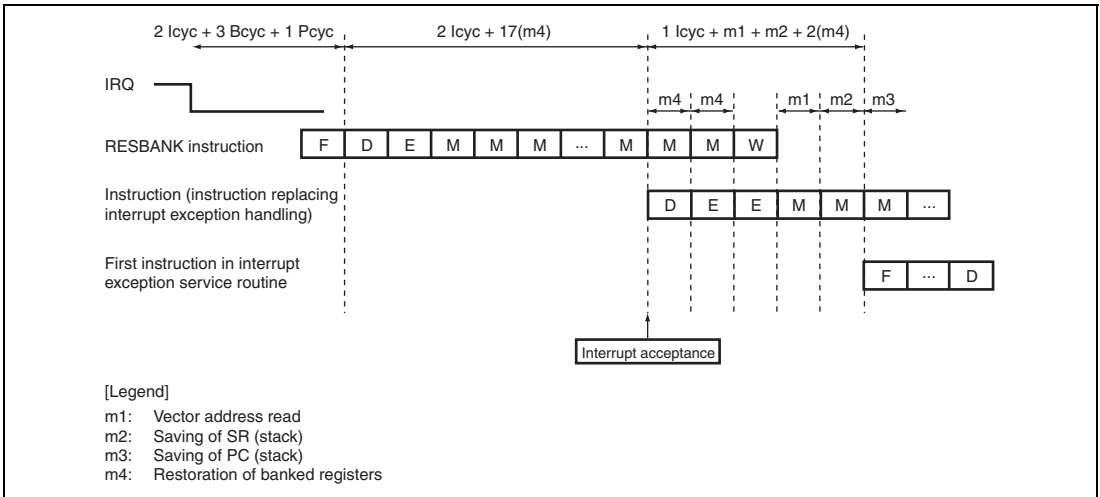 2 Icyc + 3 Bcyc + 1 Pcyc 2 Icyc + 17(m4) 1 Icyc + m1 + m2 + 2(m4)
IRQ
m4 m4 m1 m2 m3
RESBANK instruction F D E M M M ... M M M W
Instruction (instruction replacing
interrupt exception handling) D E E M M M ...
First instruction in interrupt
exception service routine F ... D
Interrupt acceptance
[Legend]
m1: Vector address read
m2: Saving of SR (stack)
m3: Saving of PC (stack)
m4: Restoration of banked registers